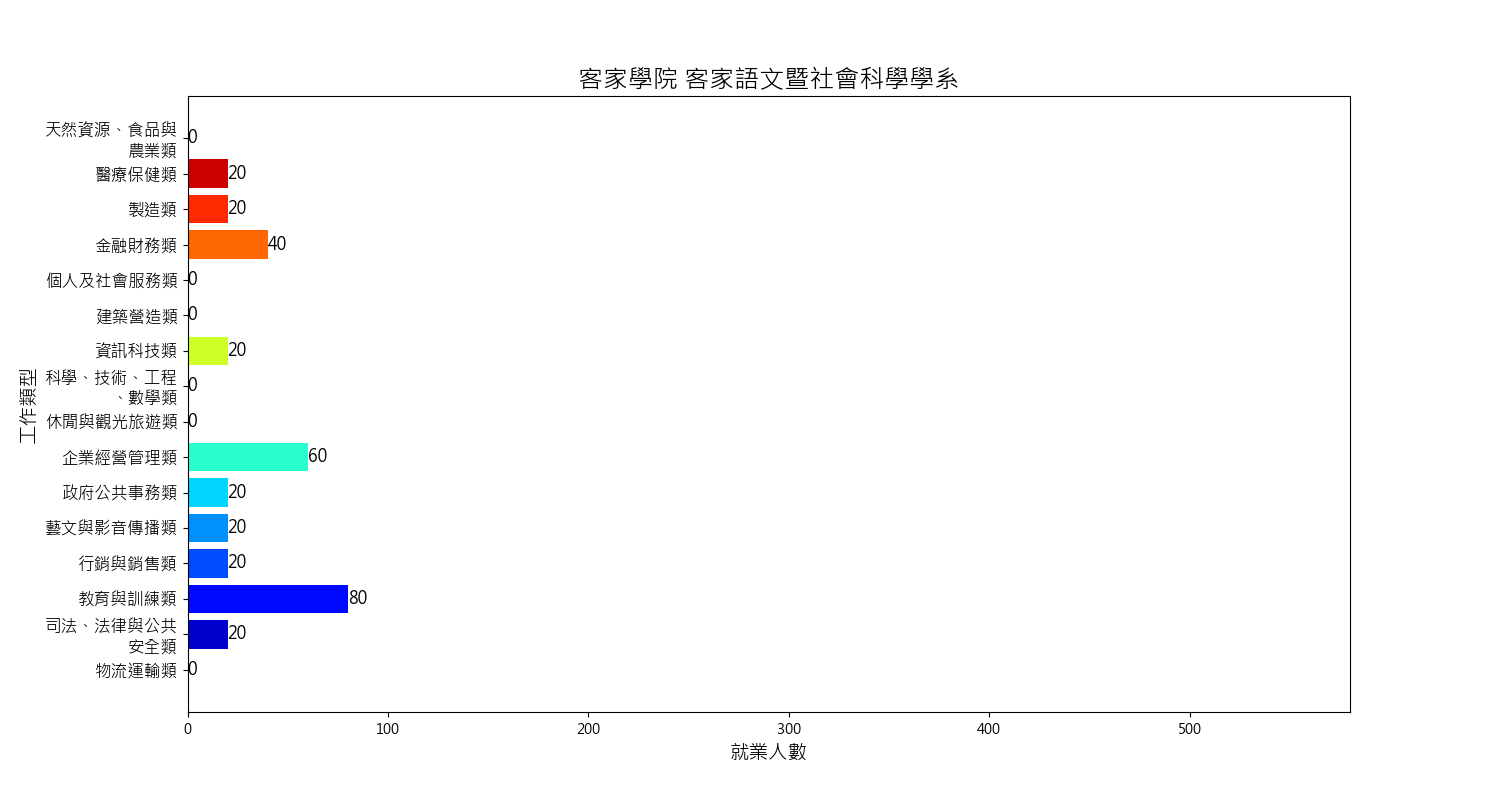 客家學院 客家語文暨社會科學學系
工作類型
天然資源、食品與
農業類
0
醫療保健類
20
製造類
20
金融財務類
40
個人及社會服務類
0
建築營造類
0
資訊科技類
20
科學、技術、工程
、數學類
0
休閒與觀光旅遊類
0
企業經營管理類
60
政府公共事務類
20
藝文與影音傳播類
20
行銷與銷售類
20
教育與訓練類
80
司法、法律與公共
安全類
20
物流運輸類
0
0 100 200 300 400 500
就業人數